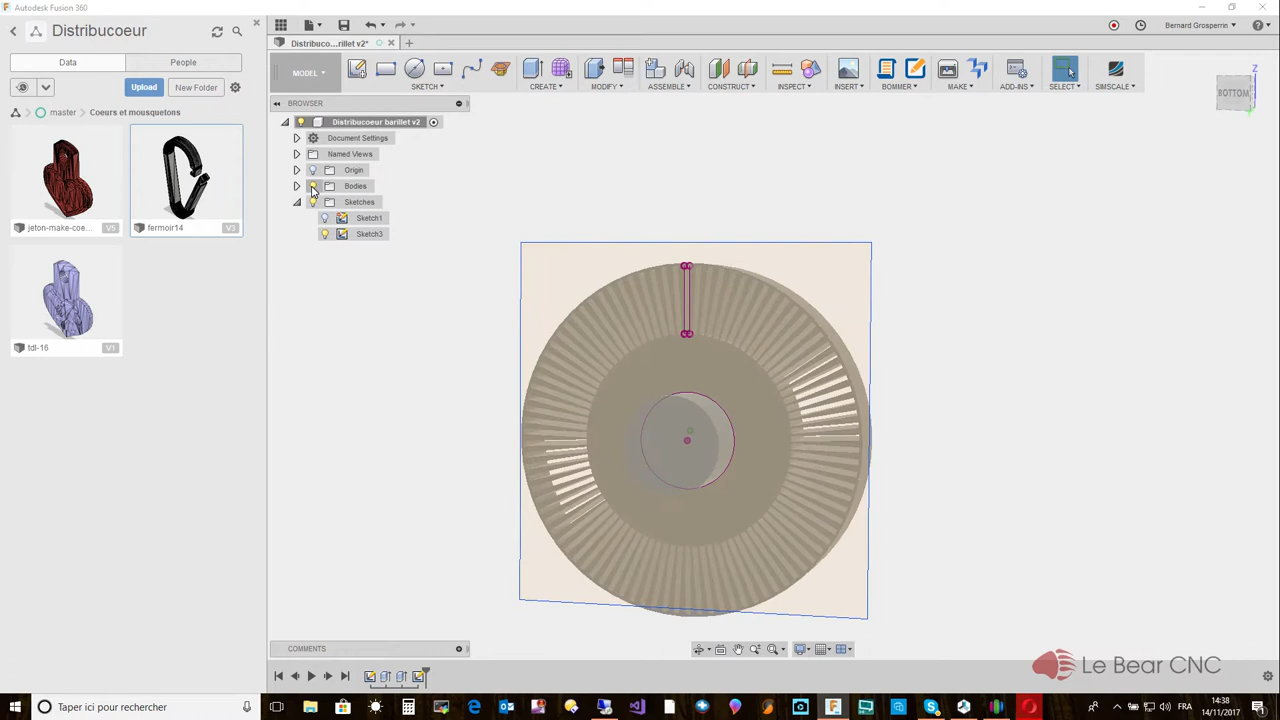 Autodesk Fusion 360
Distribucoeur
Data
People
Upload
New Folder
master
Coeurs et mousquetons
jeton-make-coe...
V5
fermoir14
V3
tdl-16
V1
Distribuco...rillet v2*
Bernard Grosperrin
MODEL
SKETCH
CREATE
MODIFY
ASSEMBLE
CONSTRUCT
INSPECT
INSERT
BOMMER
MAKE
ADD-INS
SELECT
SIMSCALE
BROWSER
Distribucoeur barillet v2
Document Settings
Named Views
Origin
Bodies
Sketches
Sketch1
Sketch3
Z
BOTTOM
COMMENTS
Le Bear CNC
Taper ici pour rechercher
14:38
14/11/2017